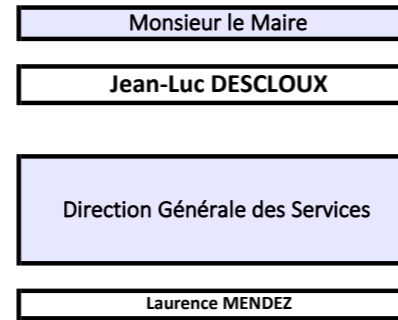 Monsieur le Maire
Jean-Luc DESCLOUX
Direction Générale des Services
Laurence MENDEZ